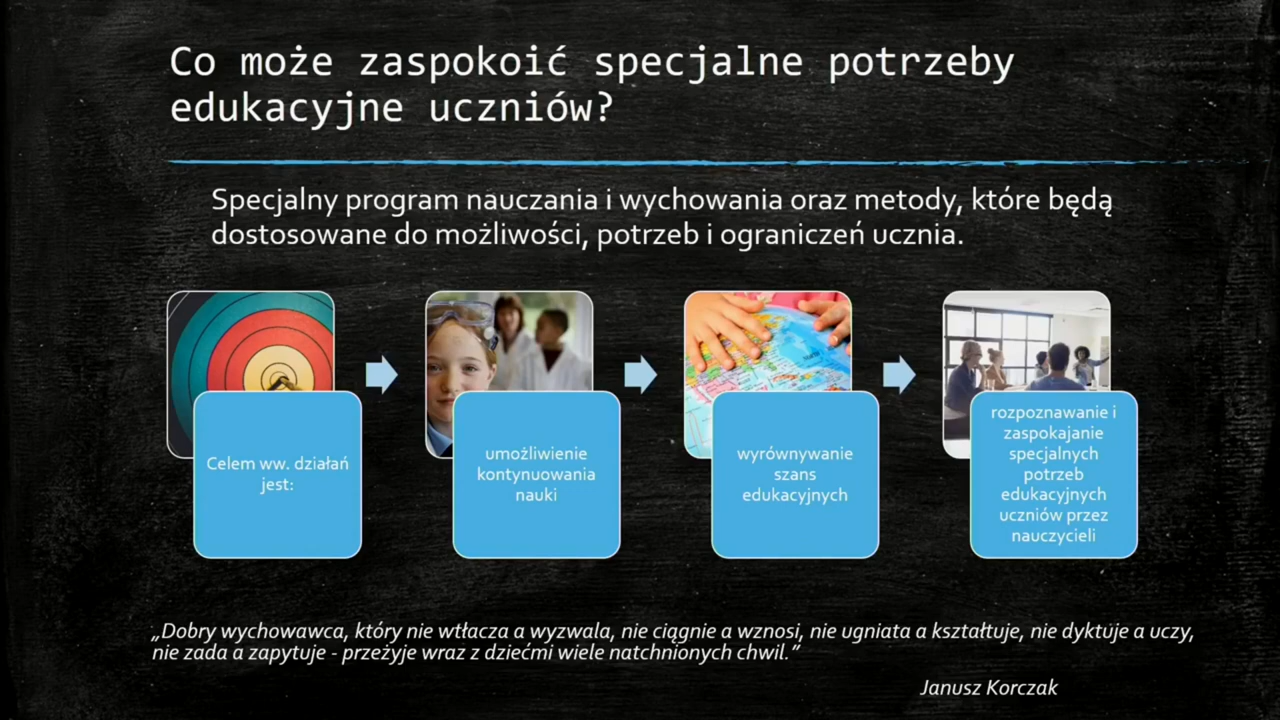 Co może zaspokoić specjalne potrzeby
edukacyjne uczniów?
Specjalny program nauczania i wychowania oraz metody, które będą
dostosowane do możliwości, potrzeb i ograniczeń ucznia.
Celem ww. działań
jest:
umożliwienie
kontynuowania
nauki
wyrównywanie
szans
edukacyjnych
rozpoznawanie i
zaspokajanie
specjalnych
potrzeb
edukacyjnych
uczniów przez
nauczycieli
„Dobry wychowawca, który nie wtłacza a wyzwala, nie ciągnie a wznosi, nie ugniata a kształtuje, nie dyktuje a uczy,
nie zada a zapytuje - przeżyje wraz z dziećmi wiele natchnionych chwil.”
Janusz Korczak